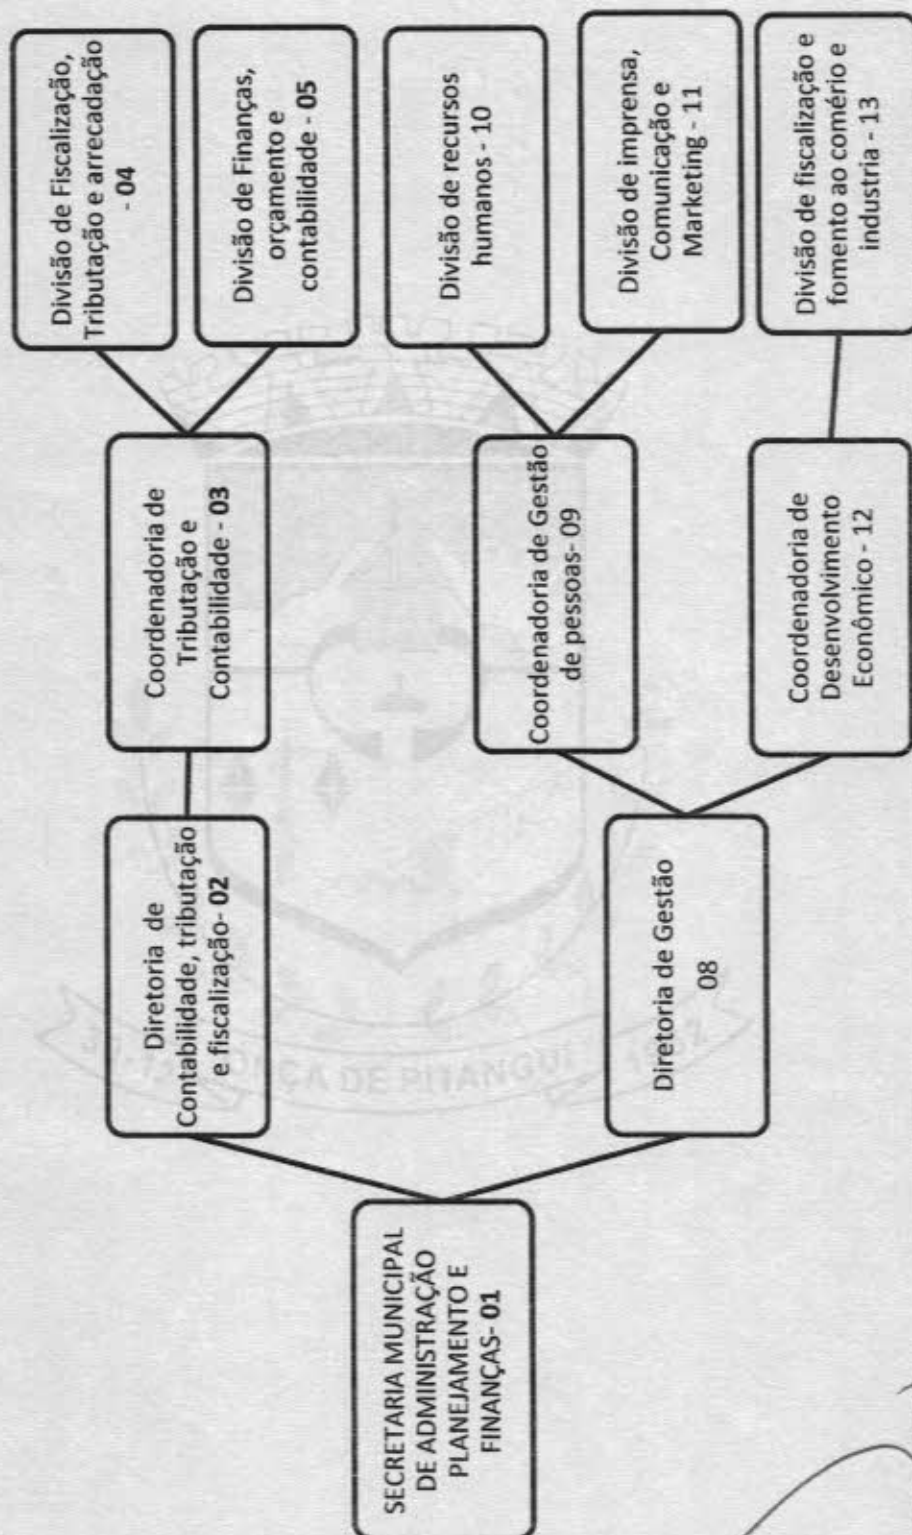 SECRETARIA MUNICIPAL
DE ADMINISTRAÇÃO
PLANEJAMENTO E
FINANÇAS- 01
Diretoria de
Contabilidade, tributação
e fiscalização- 02
Coordenadoria de
Tributação e
Contabilidade - 03
Divisão de Fiscalização,
Tributação e arrecadação
- 04
Divisão de Finanças,
orçamento e
contabilidade - 05
Diretoria de Gestão
08
Coordenadoria de Gestão
de pessoas- 09
Divisão de recursos
humanos - 10
Divisão de imprensa,
Comunicação e
Marketing - 11
Coordenadoria de
Desenvolvimento
Econômico - 12
Divisão de fiscalização e
fomento ao comério e
industria - 13
DE PITANGUI